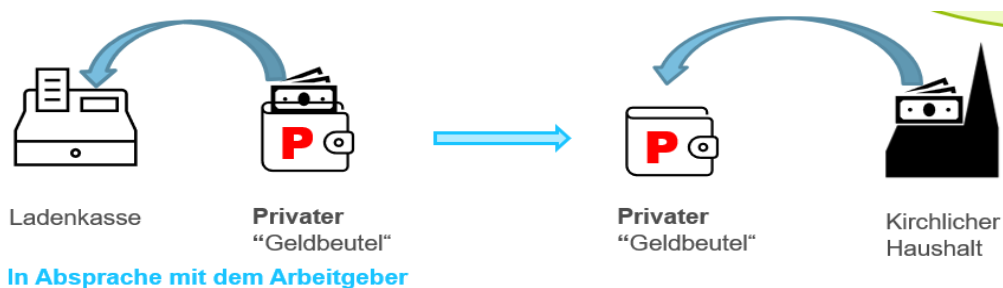 P
P
Ladenkasse
Privater
“Geldbeutel“
Privater
“Geldbeutel“
Kirchlicher
Haushalt
In Absprache mit dem Arbeitgeber